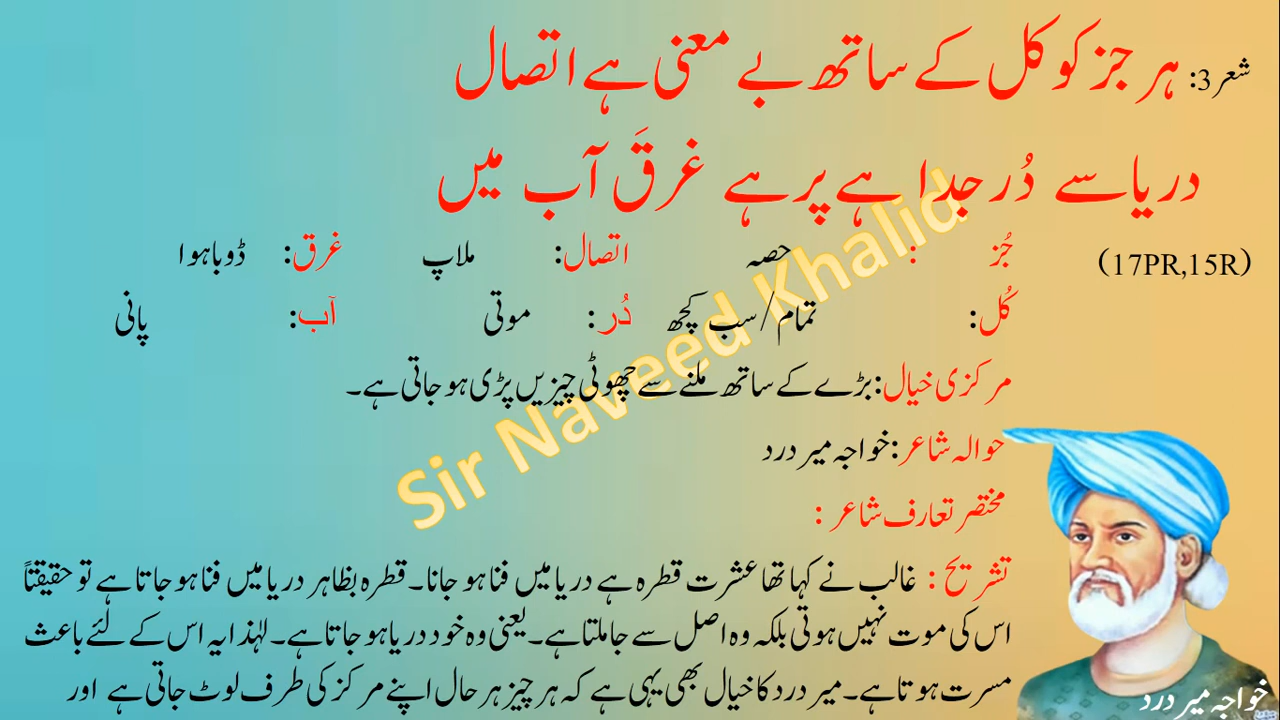 شعر3: ہر جز کو کل کے ساتھ بے معنی ہے اتصال
دریا سے دُر جدا ہے پر ہے غرقَ آب میں
(17PR,15R) جُز : حصہ اتصال: ملاپ غرق: ڈوبا ہوا
کُل: تمام/سب کچھ دُر: موتی آب: پانی
مرکزی خیال: بڑے کے ساتھ ملنے سے چھوٹی چیزیں پڑی ہو جاتی ہے۔
حوالہ شاعر: خواجہ میر درد
مختصر تعارف شاعر :
تشریح : غالب نے کہا تھا عشرت قطرہ ہے دریا میں فنا ہو جانا۔ قطرہ بظاہر دریا میں فنا ہو جاتا ہے تو حقیقتاً
اس کی موت نہیں ہوتی بلکہ وہ اصل سے جا ملتا ہے۔ یعنی وہ خود دریا ہو جاتا ہے۔ لہٰذا یہ اس کے لئے باعث
مسرت ہوتا ہے۔ میر درد کا خیال بھی یہی ہے کہ ہر چیز ہر حال اپنے مرکز کی طرف لوٹ جاتی ہے اور
خواجہ میر درد
Sir Naveed Khalid